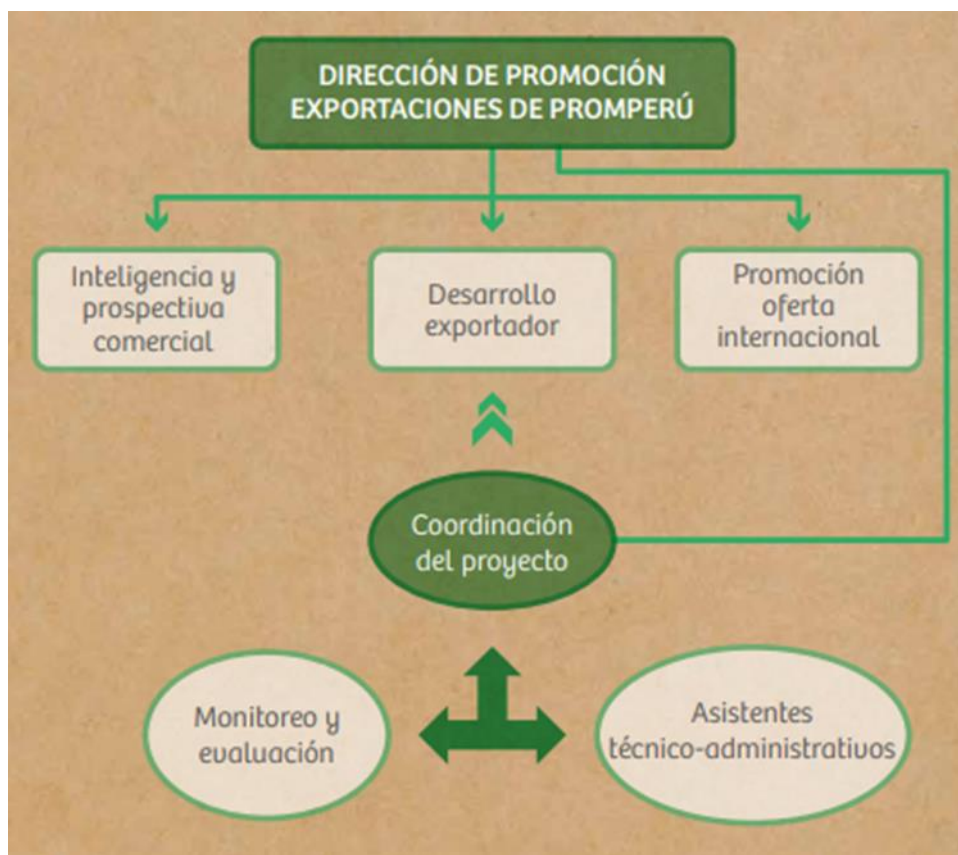 DIRECCIÓN DE PROMOCIÓN
EXPORTACIONES DE PROMPERÚ
Inteligencia y
prospectiva
comercial
Desarrollo
exportador
Promoción
oferta
internacional
Coordinación
del proyecto
Monitoreo y
evaluación
Asistentes
técnico-administrativos